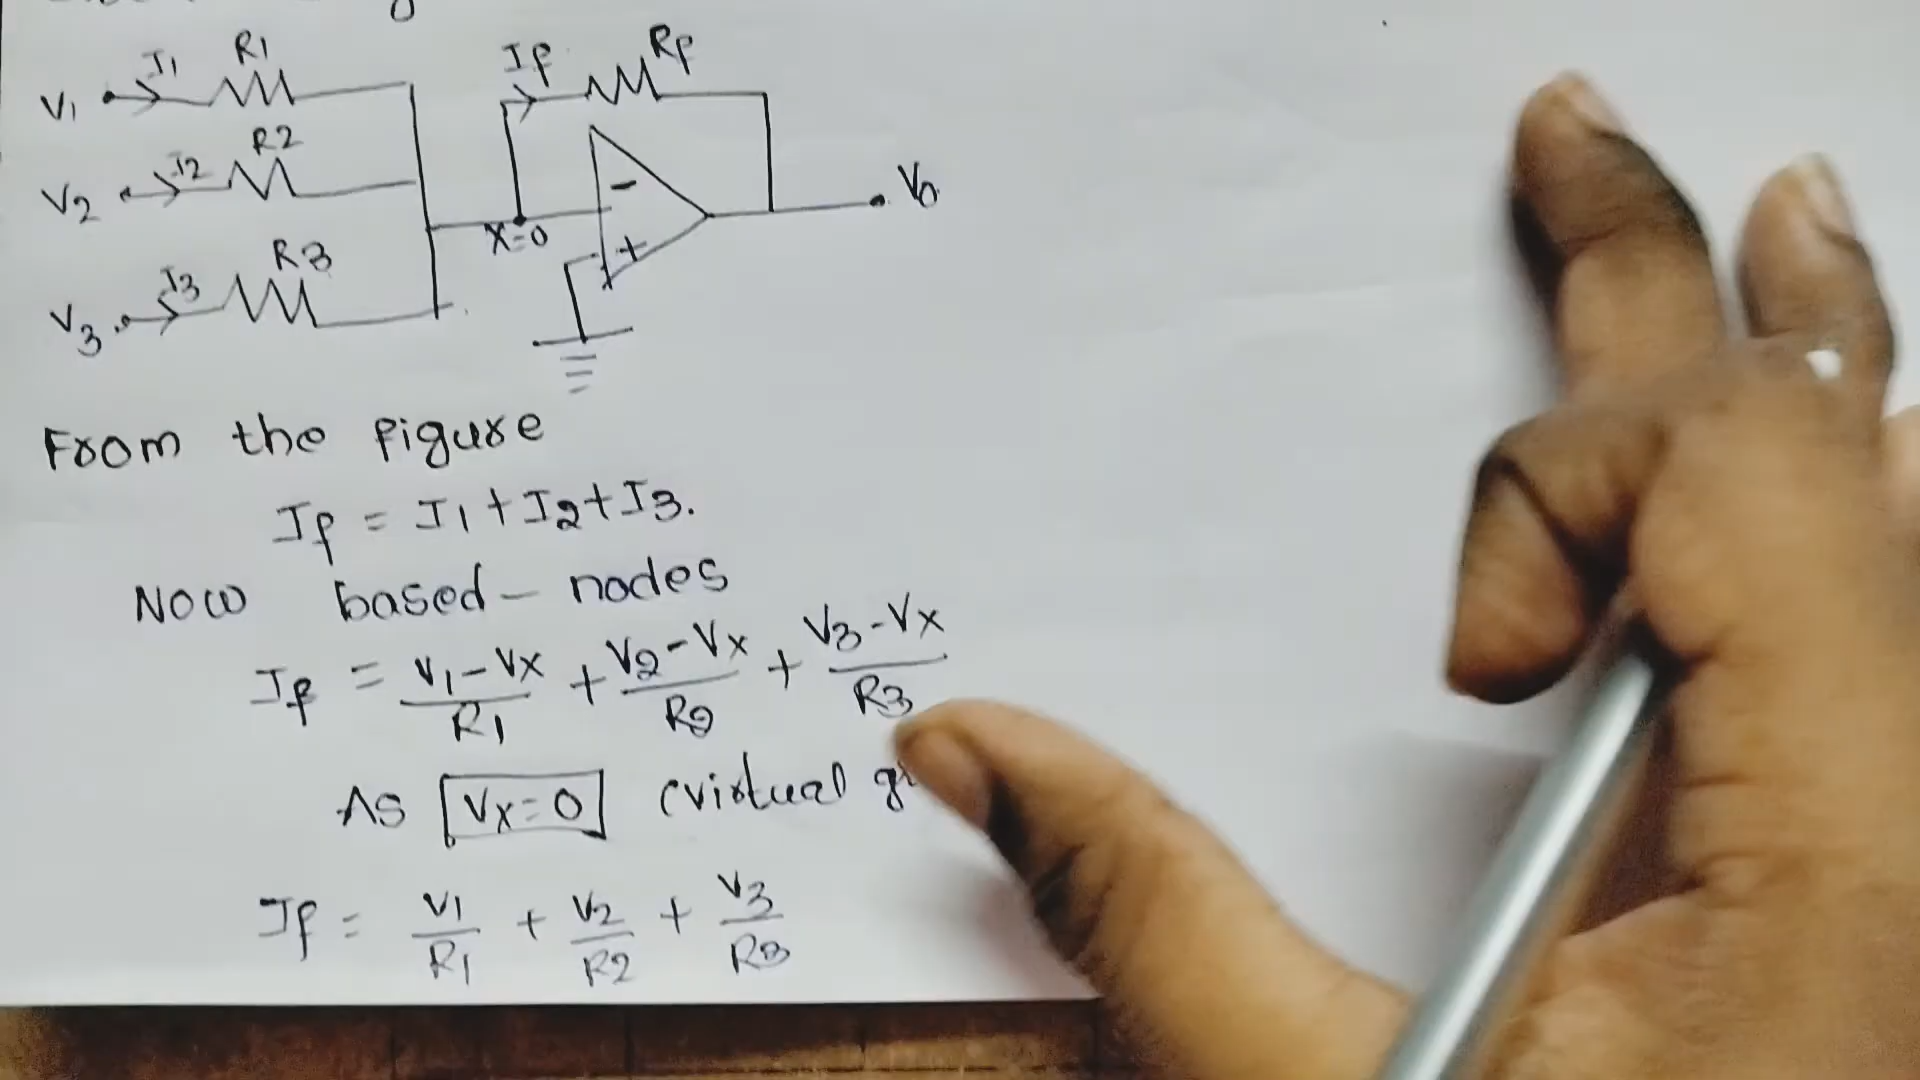 V1 I1 R1
V2 I2 R2
V3 I3 R3
If Rf
X=0
-
+
Vo
From the figure
If = I1 + I2 + I3.
Now based - nodes
If = V1-Vx/R1 + V2-Vx/R2 + V3-Vx/R3
As Vx=0 (virtual
If = V1/R1 + V2/R2 + V3/R3